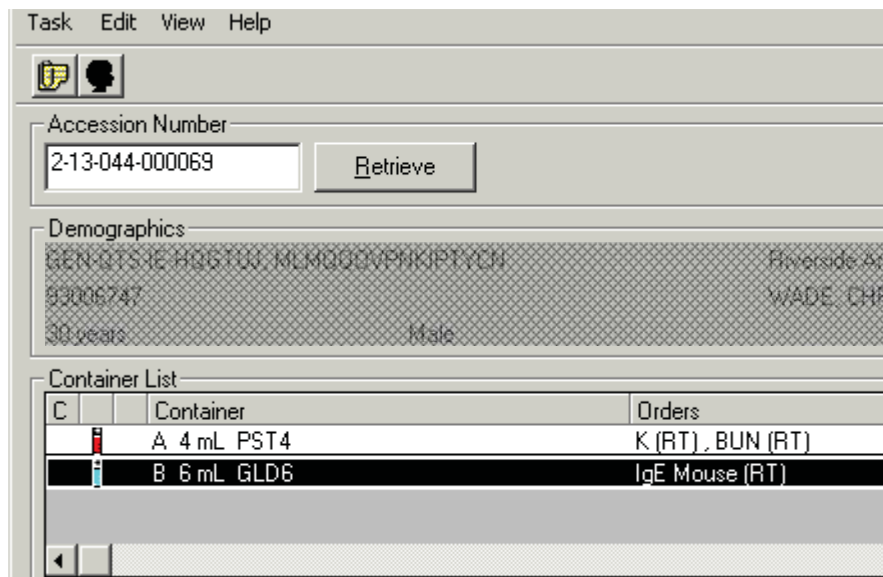 Task Edit View Help
Accession Number
2-13-044-000069 Retrieve
Demographics
93006747 WADE, CHR
30 years Male
Container List
C Container Orders
A 4 mL PST4 K (RT) , BUN (RT)
B 6 mL GLD6 IgE Mouse (RT)